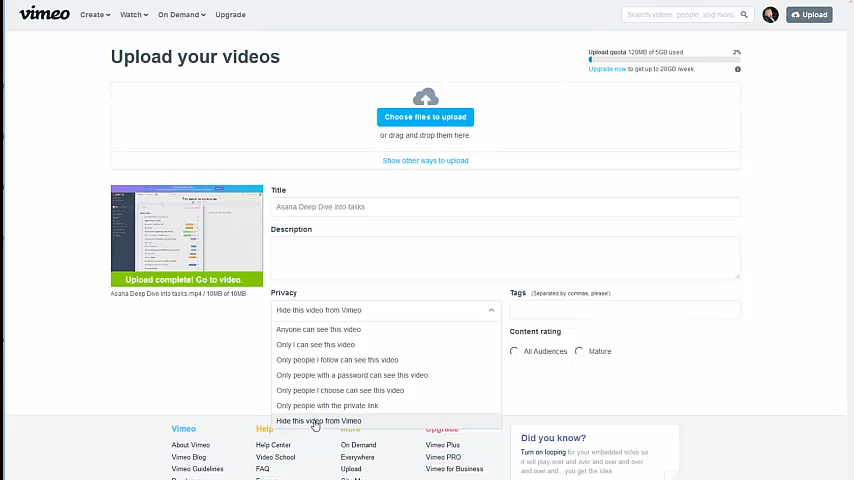 vimeo Create Watch On Demand Upgrade Search videos, people, and more Upload
Upload your videos
Upload quota 120MB of 5GB used 2%
Upgrade now to get up to 20GB /week.
Choose files to upload
or drag and drop them here.
Show other ways to upload
Upload complete! Go to video.
Asana Deep Dive into tasks.mp4 / 10MB of 10MB
Title
Asana Deep Dive into tasks
Description
Privacy
Hide this video from Vimeo
Anyone can see this video
Only I can see this video
Only people I follow can see this video
Only people with a password can see this video
Only people I choose can see this video
Only people with the private link
Hide this video from Vimeo
Tags (Separated by commas, please!)
Content rating
All Audiences Mature
Vimeo
About Vimeo
Vimeo Blog
Vimeo Guidelines
Help
Help Center
Video School
FAQ
More
On Demand
Everywhere
Upload
Upgrade
Vimeo Plus
Vimeo PRO
Vimeo for Business
Did you know?
Turn on looping for your embedded video so
it will play over and over and over and over
and over... you get the idea